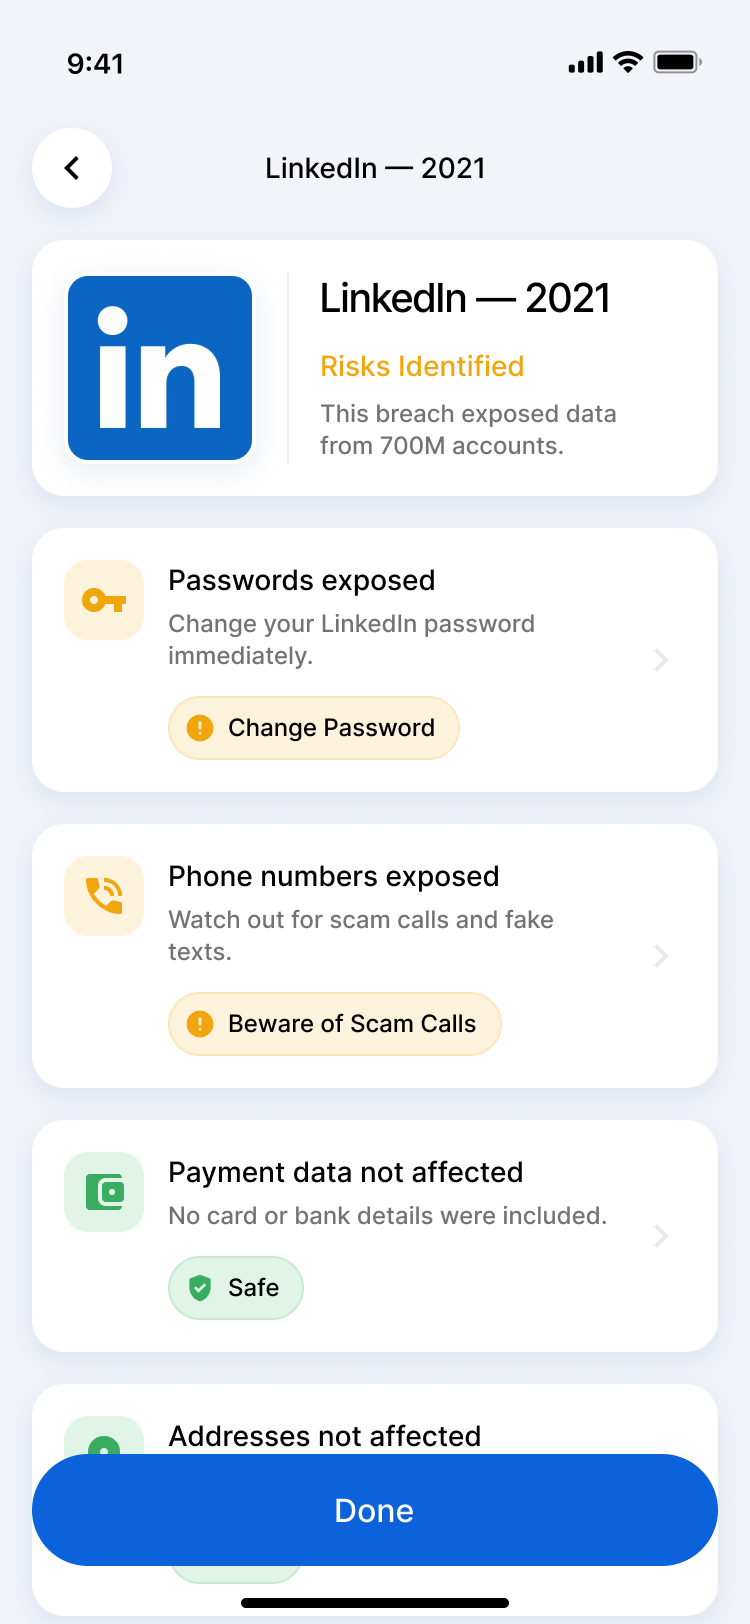 9:41
LinkedIn — 2021
in
LinkedIn — 2021
Risks Identified
This breach exposed data
from 700M accounts.
Passwords exposed
Change your LinkedIn password
immediately.
Change Password
Phone numbers exposed
Watch out for scam calls and fake
texts.
Beware of Scam Calls
Payment data not affected
No card or bank details were included.
Safe
Addresses not affected
Done